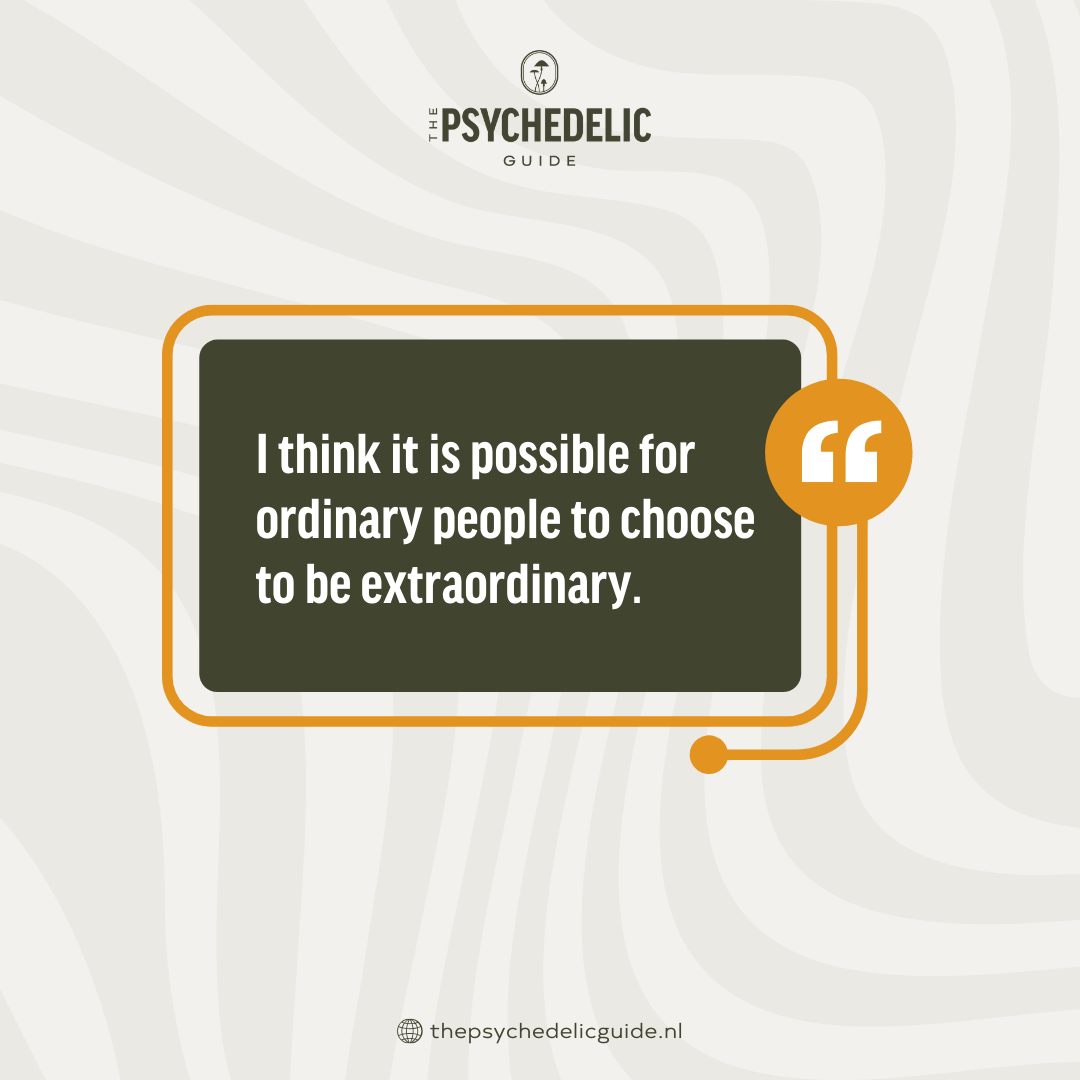 THE PSYCHEDELIC
GUIDE
I think it is possible for
ordinary people to choose
to be extraordinary.
thepsychedelicguide.nl